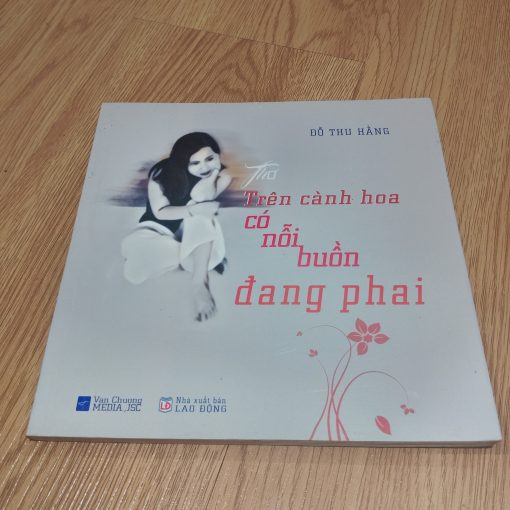 ĐỖ THU HẰNG
Thơ
Trên cành hoa
có
nỗi
buồn
đang phai
Van Chuong
MEDIA.,JSC
LĐ
Nhà xuất bản
LAO ĐỘNG